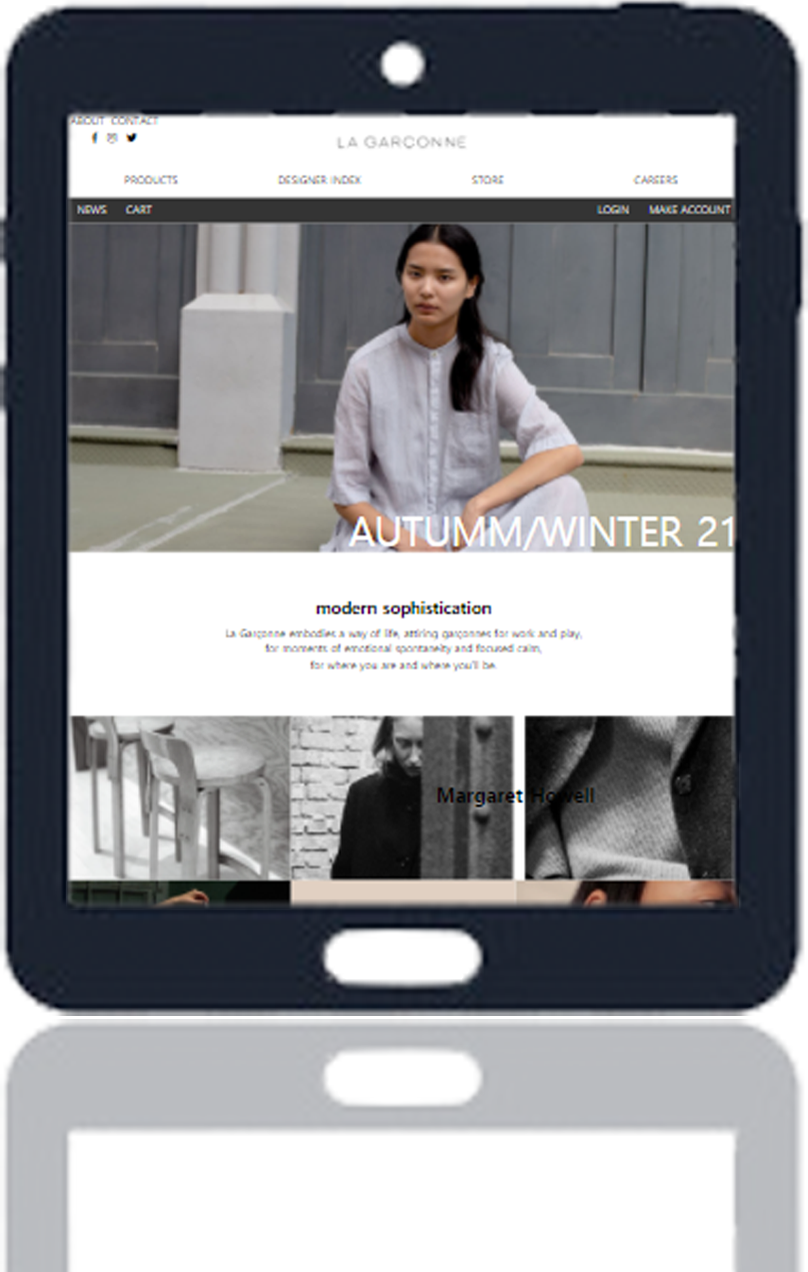 ABOUT CONTACT
LA GARÇONNE
PRODUCTS DESIGNER INDEX STORE CAREERS
NEWS CART LOGIN MAKE ACCOUNT
AUTUMM/WINTER 21
modern sophistication
La Garçonne embodies a way of life, attiring garçonnes for work and play,
for moments of emotional spontaneity and focused calm,
for where you are and where you'll be.
Margaret Howell